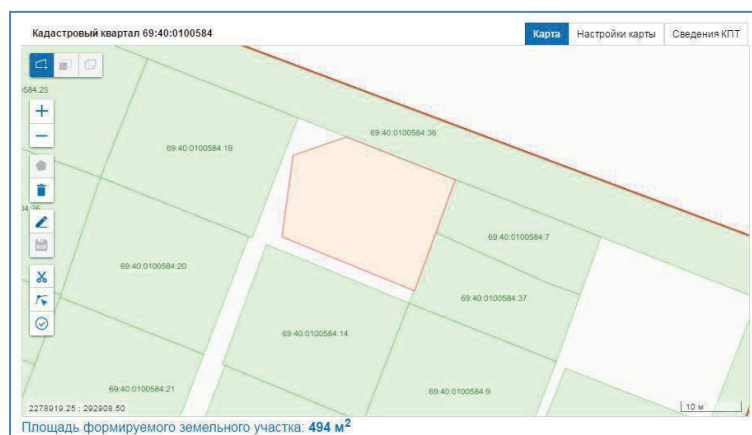 Кадастровый квартал 69:40:0100584
Карта Настройки карты Сведения КПТ
584:25
69:40:0100584:36
69:40:0100584:19
4:26
69:40:0100584:7
69:40:0100584:20
69:40:0100584:37
69:40:0100584:14
69:40:0100584:21
69:40:0100584:9
2278919.25 : 292908.50
10 м
Площадь формируемого земельного участка: 494 м²